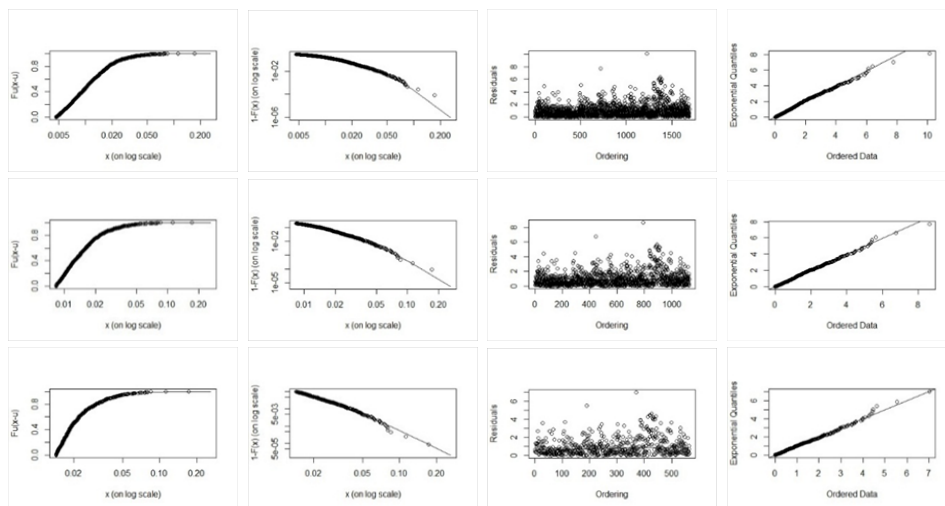 Fu(x-u)
0.0 0.4 0.8
0.005 0.020 0.050 0.200
x (on log scale)
1-F(x) (on log scale)
1e-06 1e-02
0.005 0.020 0.050 0.200
x (on log scale)
Residuals
0 2 4 6 8
0 500 1000 1500
Ordering
Exponential Quantiles
0 2 4 6 8
0 2 4 6 8 10
Ordered Data
Fu(x-u)
0.0 0.4 0.8
0.01 0.02 0.05 0.10 0.20
x (on log scale)
1-F(x) (on log scale)
1e-05 1e-02
0.01 0.02 0.05 0.10 0.20
x (on log scale)
Residuals
0 2 4 6 8
0 200 400 600 800 1000
Ordering
Exponential Quantiles
0 2 4 6 8
0 2 4 6 8
Ordered Data
Fu(x-u)
0.0 0.4 0.8
0.02 0.05 0.10 0.20
x (on log scale)
1-F(x) (on log scale)
5e-05 5e-03
0.02 0.05 0.10 0.20
x (on log scale)
Residuals
0 2 4 6
0 100 200 300 400 500
Ordering
Exponential Quantiles
0 2 4 6
0 1 2 3 4 5 6 7
Ordered Data